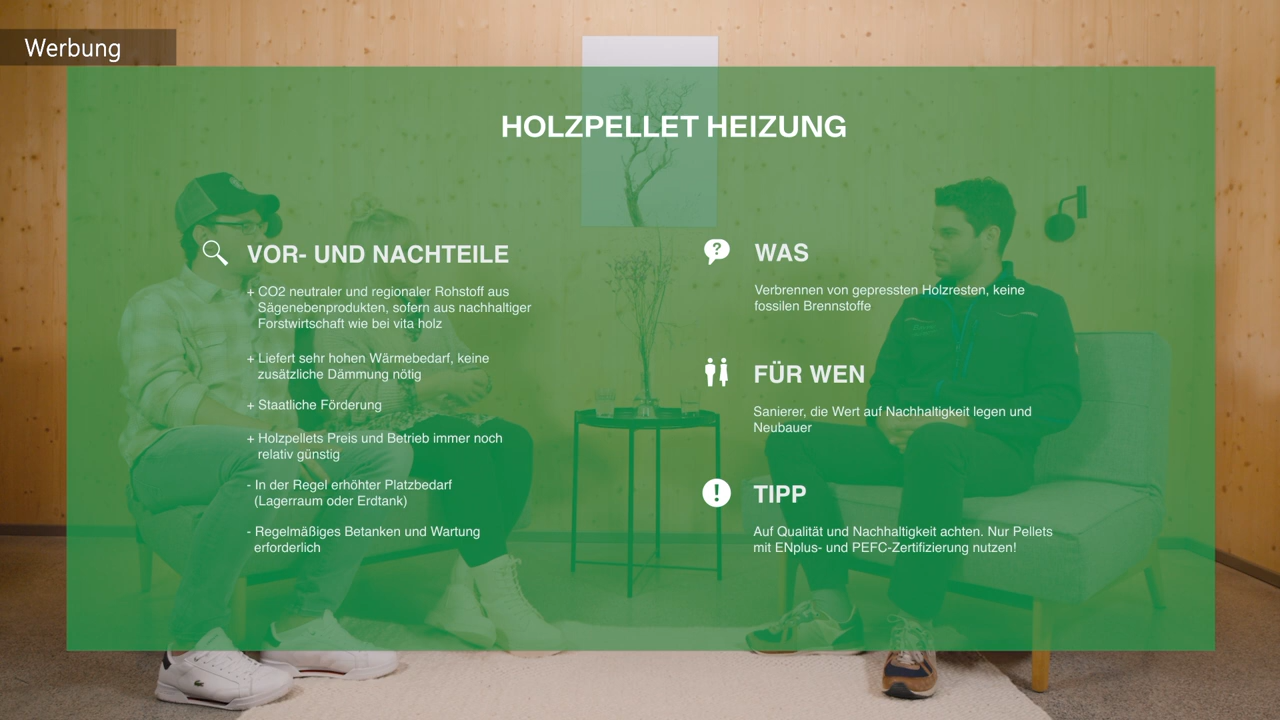 Werbung
HOLZPELLET HEIZUNG
VOR- UND NACHTEILE
+ CO2 neutraler und regionaler Rohstoff aus
Sägenebenprodukten, sofern aus nachhaltiger
Forstwirtschaft wie bei vita holz
+ Liefert sehr hohen Wärmebedarf, keine
zusätzliche Dämmung nötig
+ Staatliche Förderung
+ Holzpellets Preis und Betrieb immer noch
relativ günstig
- In der Regel erhöhter Platzbedarf
(Lagerraum oder Erdtank)
- Regelmäßiges Betanken und Wartung
erforderlich
WAS
Verbrennen von gepressten Holzresten, keine
fossilen Brennstoffe
FÜR WEN
Sanierer, die Wert auf Nachhaltigkeit legen und
Neubauer
TIPP
Auf Qualität und Nachhaltigkeit achten. Nur Pellets
mit ENplus- und PEFC-Zertifizierung nutzen!